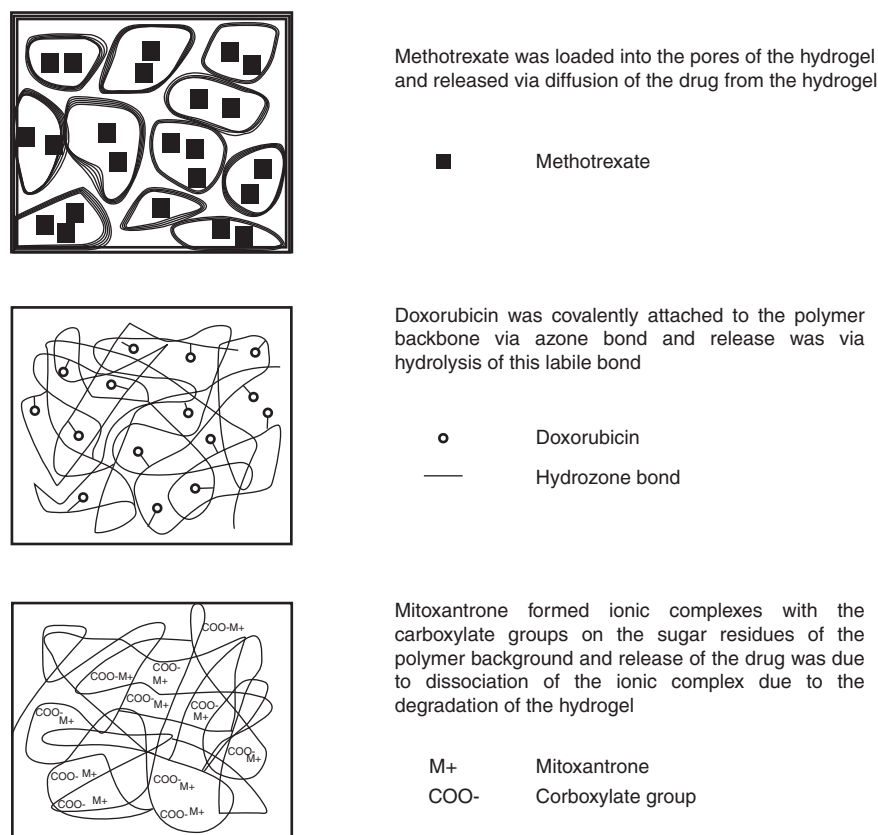 Methotrexate was loaded into the pores of the hydrogel
and released via diffusion of the drug from the hydrogel
Methotrexate
Doxorubicin was covalently attached to the polymer
backbone via azone bond and release was via
hydrolysis of this labile bond
Doxorubicin
Hydrozone bond
Mitoxantrone formed ionic complexes with the
carboxylate groups on the sugar residues of the
polymer background and release of the drug was due
to dissociation of the ionic complex due to the
degradation of the hydrogel
COO-M+
COO-M+
COO-
M+
COO-
M+
COO-
M+
COO-
M+
COO-
M+
COO- M+
COO- M+
COO-
M+
COO- M+
M+ Mitoxantrone
COO- Corboxylate group